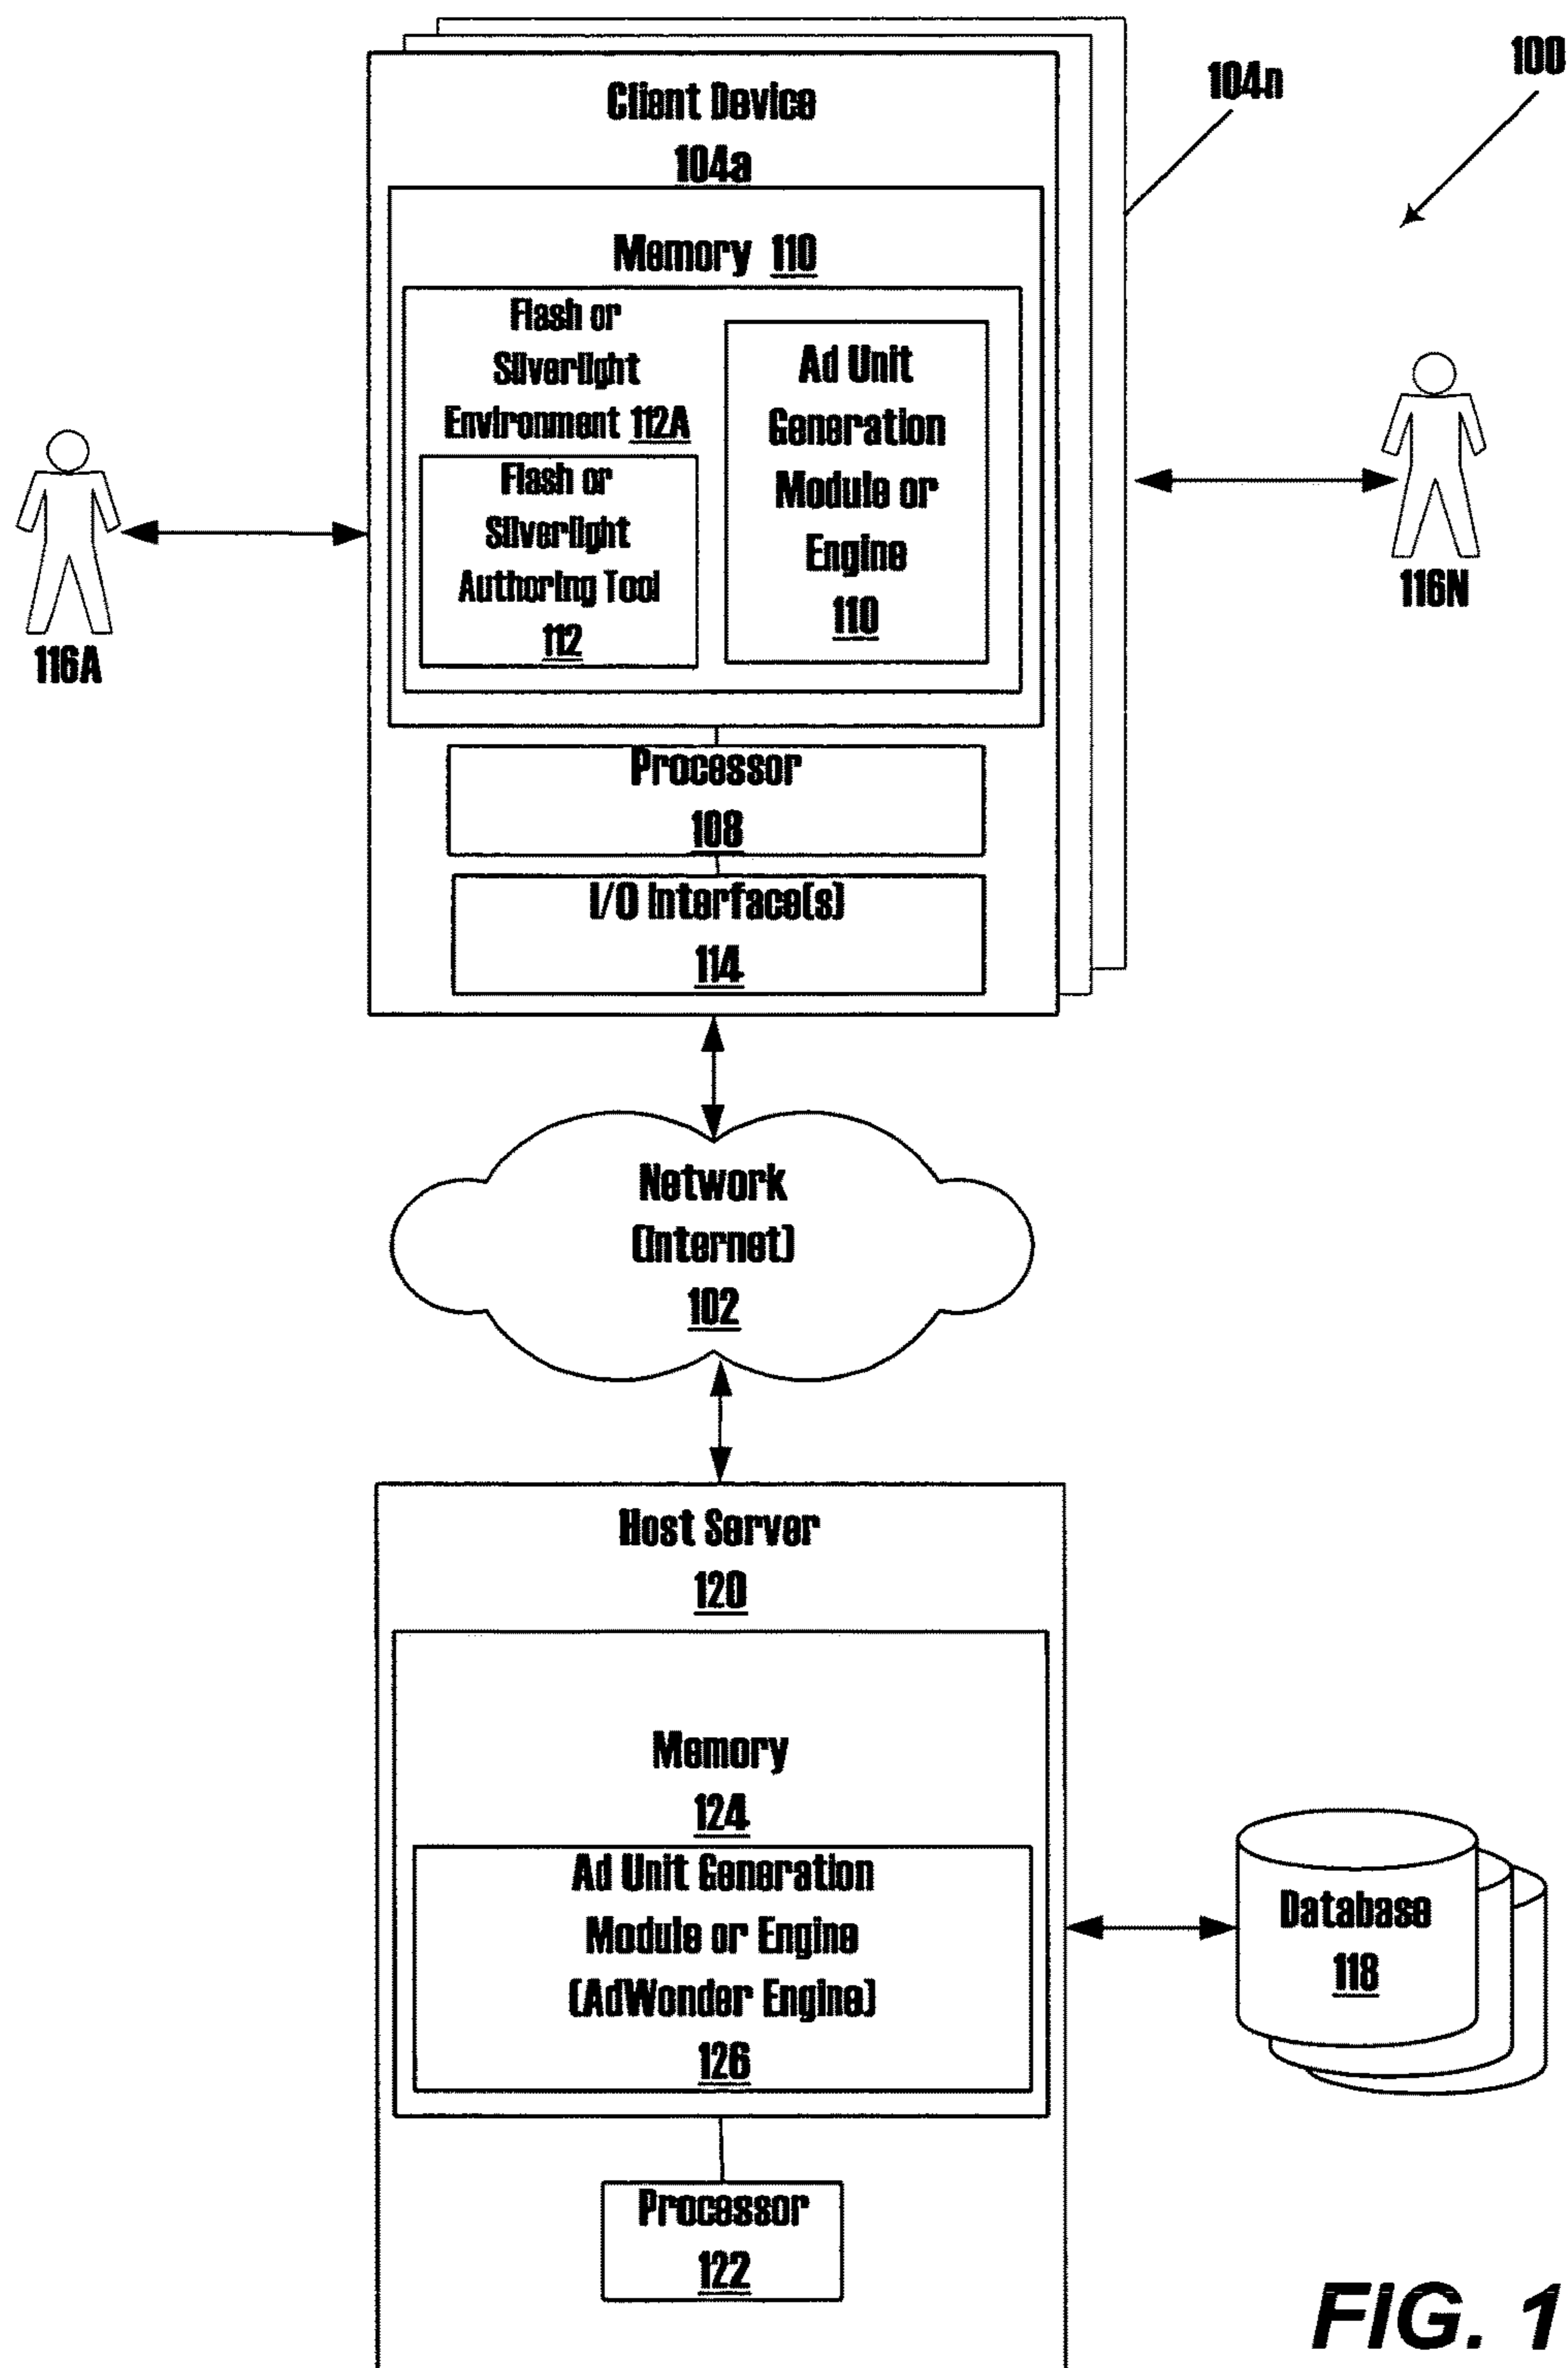 100
104n
Client Device
104a
Memory 110
Flash or
Silverlight
Environment 112A
Flash or
Silverlight
Authoring Tool
112
Ad Unit
Generation
Module or
Engine
110
116A
116N
Processor
108
I/O Interface(s)
114
Network
(Internet)
102
Host Server
120
Memory
124
Ad Unit Generation
Module or Engine
(AdWonder Engine)
126
Database
118
Processor
122
FIG. 1